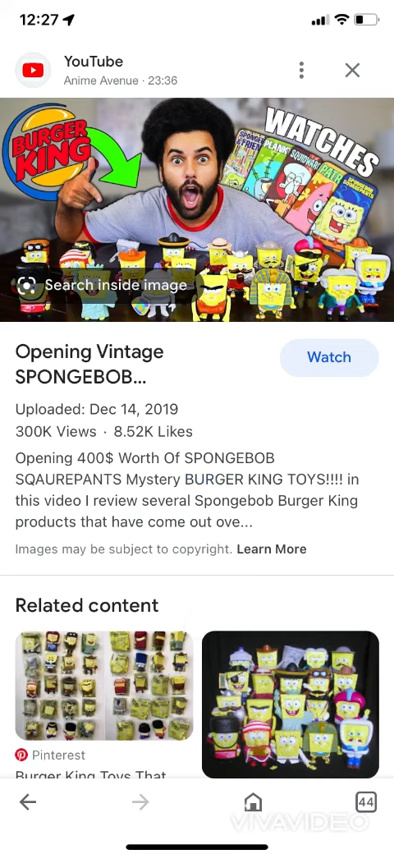 12:27
YouTube
Anime Avenue · 23:36
BURGER
KING
WATCHES
PLANK
SQUIDWARD
PATR
Search inside image
Opening Vintage
SPONGEBOB...
Watch
Uploaded: Dec 14, 2019
300K Views · 8.52K Likes
Opening 400$ Worth Of SPONGEBOB
SQAUREPANTS Mystery BURGER KING TOYS!!!! in
this video I review several Spongebob Burger King
products that have come out ove...
Images may be subject to copyright. Learn More
Related content
Pinterest
Burger King Toys That
44
VIVAVIDEO